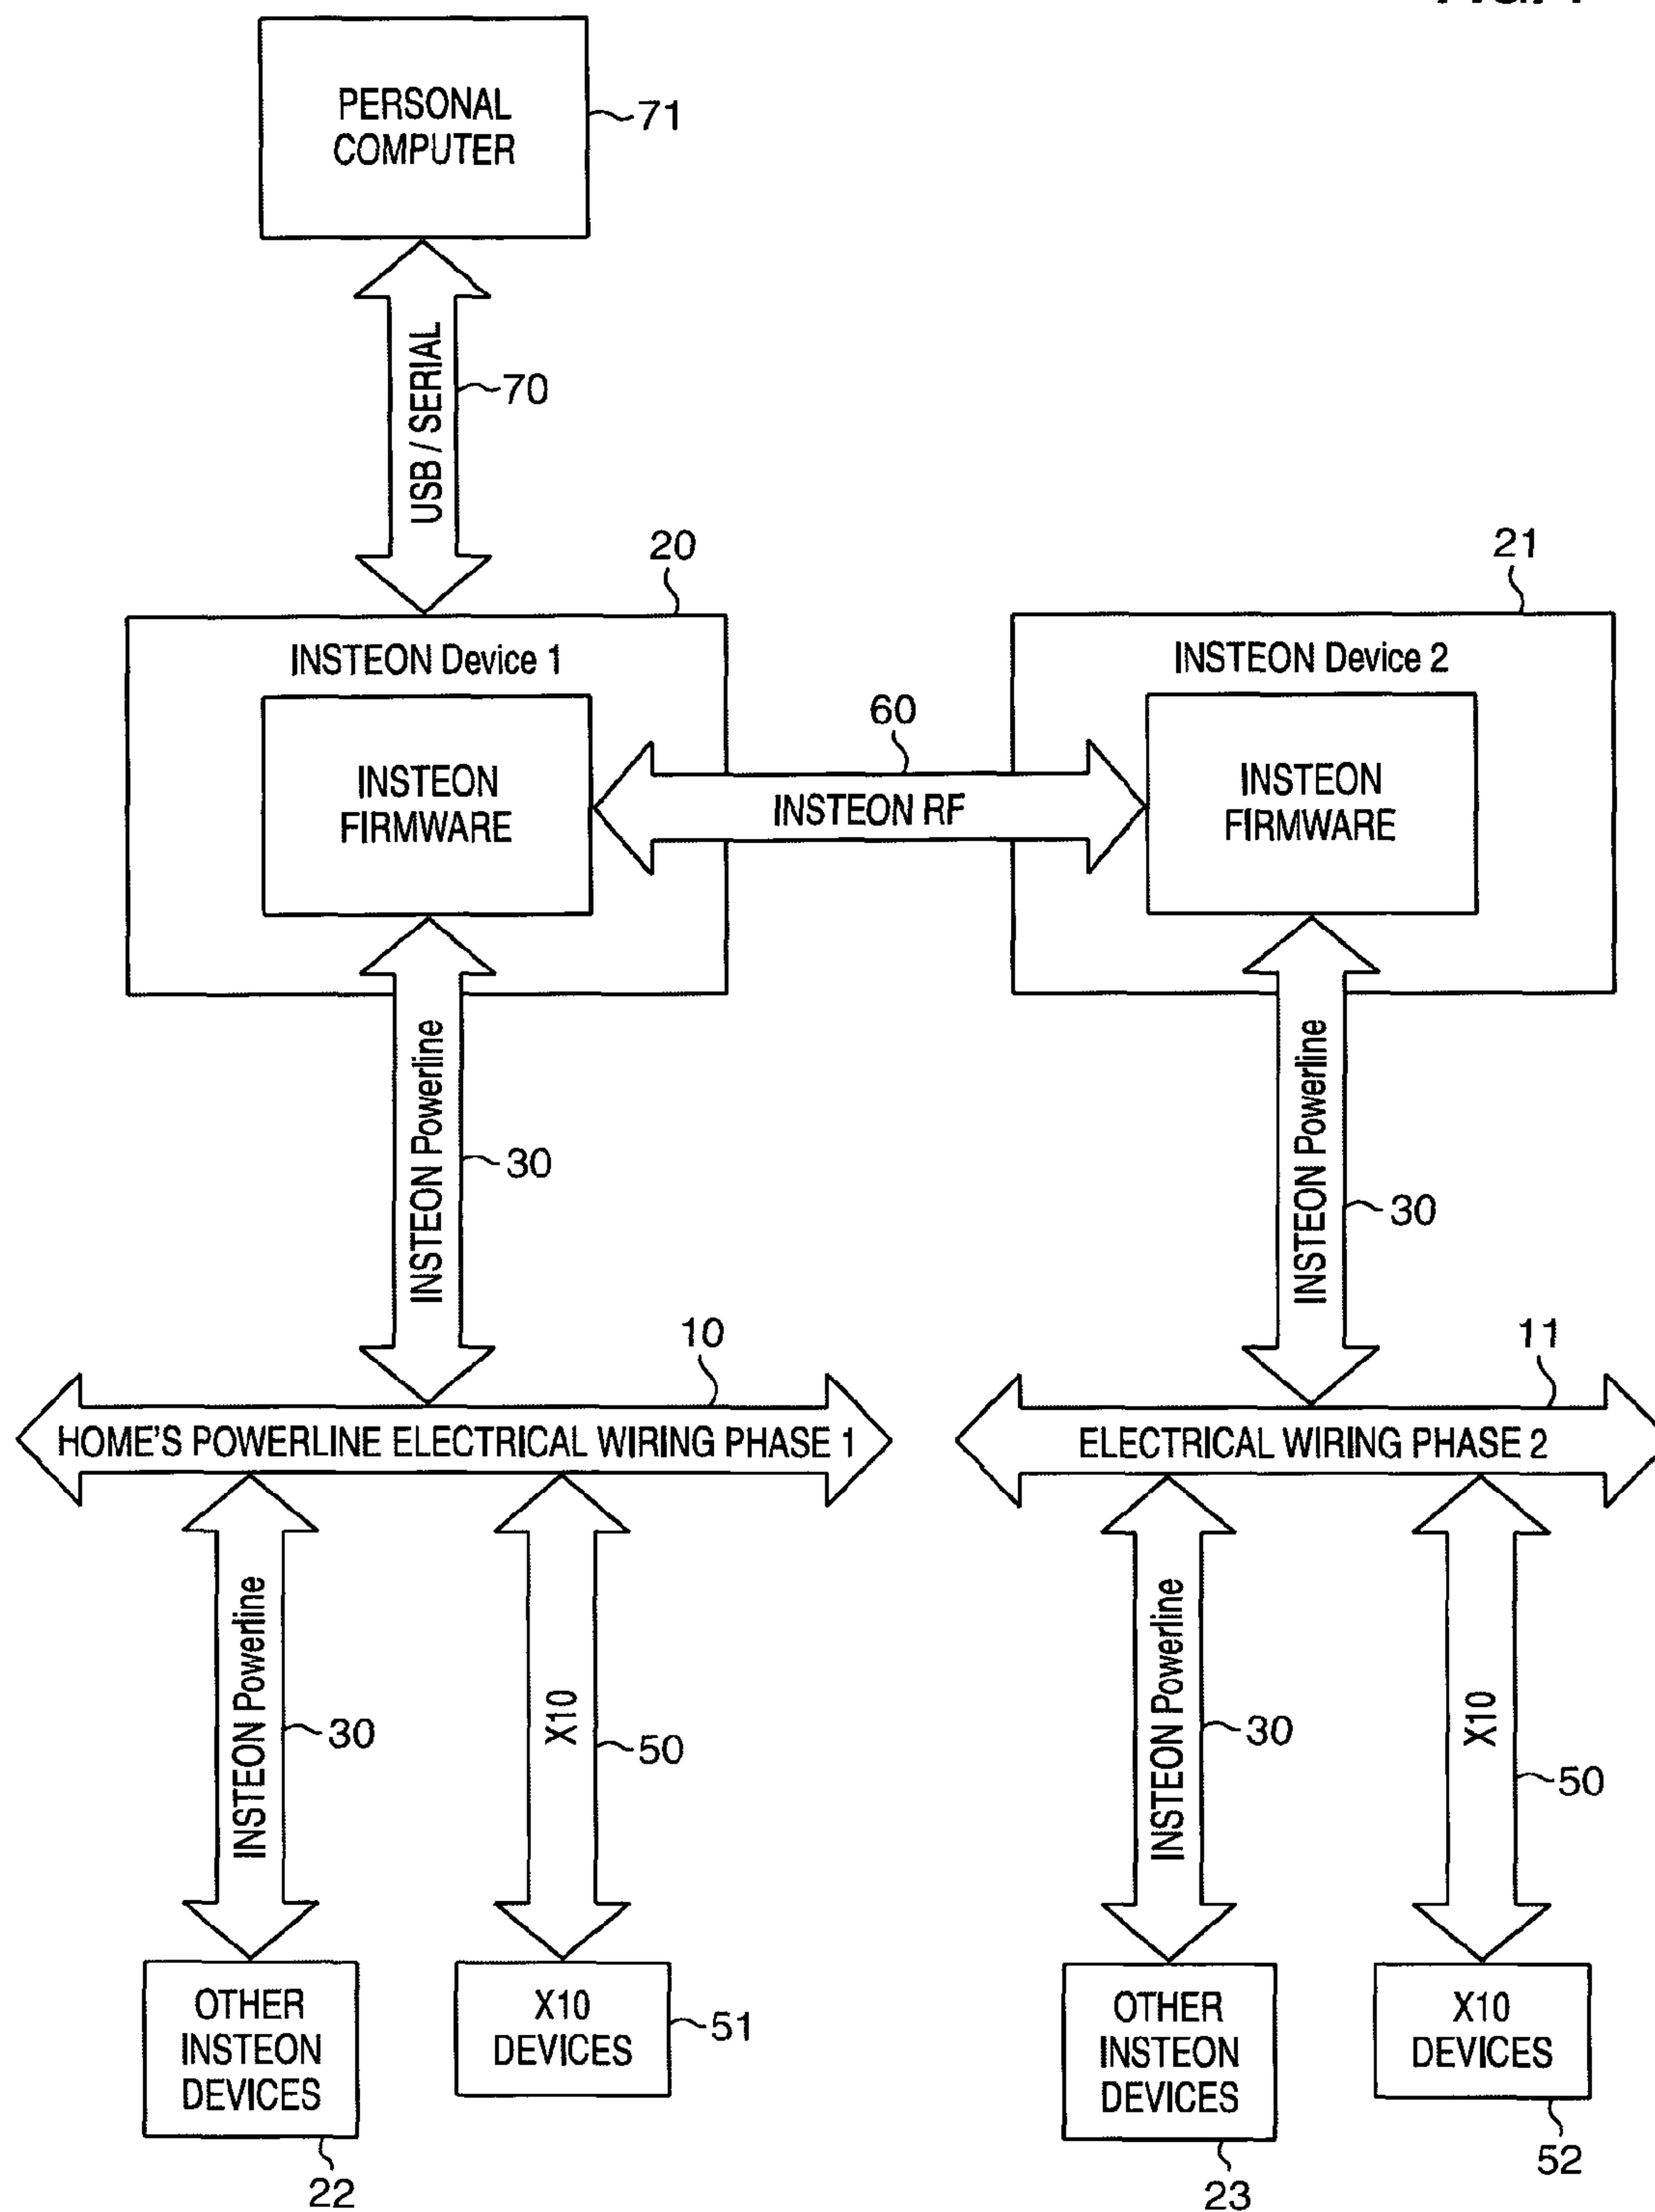 PERSONAL
COMPUTER
71
USB / SERIAL
70
20
21
INSTEON Device 1
INSTEON Device 2
60
INSTEON
FIRMWARE
INSTEON RF
INSTEON
FIRMWARE
INSTEON Powerline
30
INSTEON Powerline
30
10
11
HOME'S POWERLINE ELECTRICAL WIRING PHASE 1
ELECTRICAL WIRING PHASE 2
INSTEON Powerline
30
X10
50
INSTEON Powerline
30
X10
50
OTHER
INSTEON
DEVICES
22
X10
DEVICES
51
OTHER
INSTEON
DEVICES
23
X10
DEVICES
52